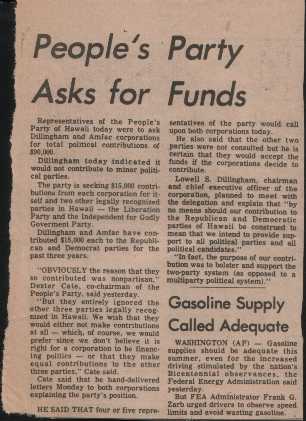 People's Party
Asks for Funds
Representatives of the People's
Party of Hawaii today were to ask
Dillingham and Amfac corporations
for total political contributions of
$90,000.
Dillingham today indicated it
would not contribute to minor politi-
cal parties.
The party is seeking $15,000 contri-
butions from each corporation for it-
self and two other legally recognized
parties in Hawaii — the Liberation
Party and the Independent for Godly
Goverment Party.
Dillingham and Amfac have con-
tributed $15,000 each to the Republi-
can and Democrat parties for the
past three years.
"OBVIOUSLY the reason that they
so contributed was nonpartisan,"
Dexter Cate, co-chairman of the
People's Party, said yesterday.
"But they entirely ignored the
other three parties legally recog-
nized in Hawaii. We wish that they
would either not make contributions
at all — which, of course, we would
prefer since we don't believe it is
right for a corporation to be financ-
ing politics — or that they make
equal contributions to the other
three parties," Cate said.
Cate said that he hand-delivered
letters Monday to both corporations
explaining the party's position.
HE SAID THAT four or five repre-
sentatives of the party would call
upon both corporations today.
He also said that the other two
parties were not consulted but he is
certain that they would accept the
funds if the corporations decide to
contribute.
Lowell S. Dillingham, chairman
and chief executive officer of the
corporation, planned to meet with
the delegation and explain that "by
no means should our contribution to
the Republican and Democratic
parties of Hawaii be construed to
mean that we intend to provide sup-
port to all political parties and all
political candidates."
"In fact, the purpose of our contri-
bution was to bolster and support the
two-party system (as opposed to a
multiparty political system)."
Gasoline Supply
Called Adequate
WASHINGTON (AP) — Gasoline
supplies should be adequate this
summer, even for the increased
driving stimulated by the nation's
Bicentennial observances, the
Federal Energy Administration said
yesterday.
But FEA Administrator Frank G.
Zarb urged drivers to observe speed
limits and avoid wasting gasoline.